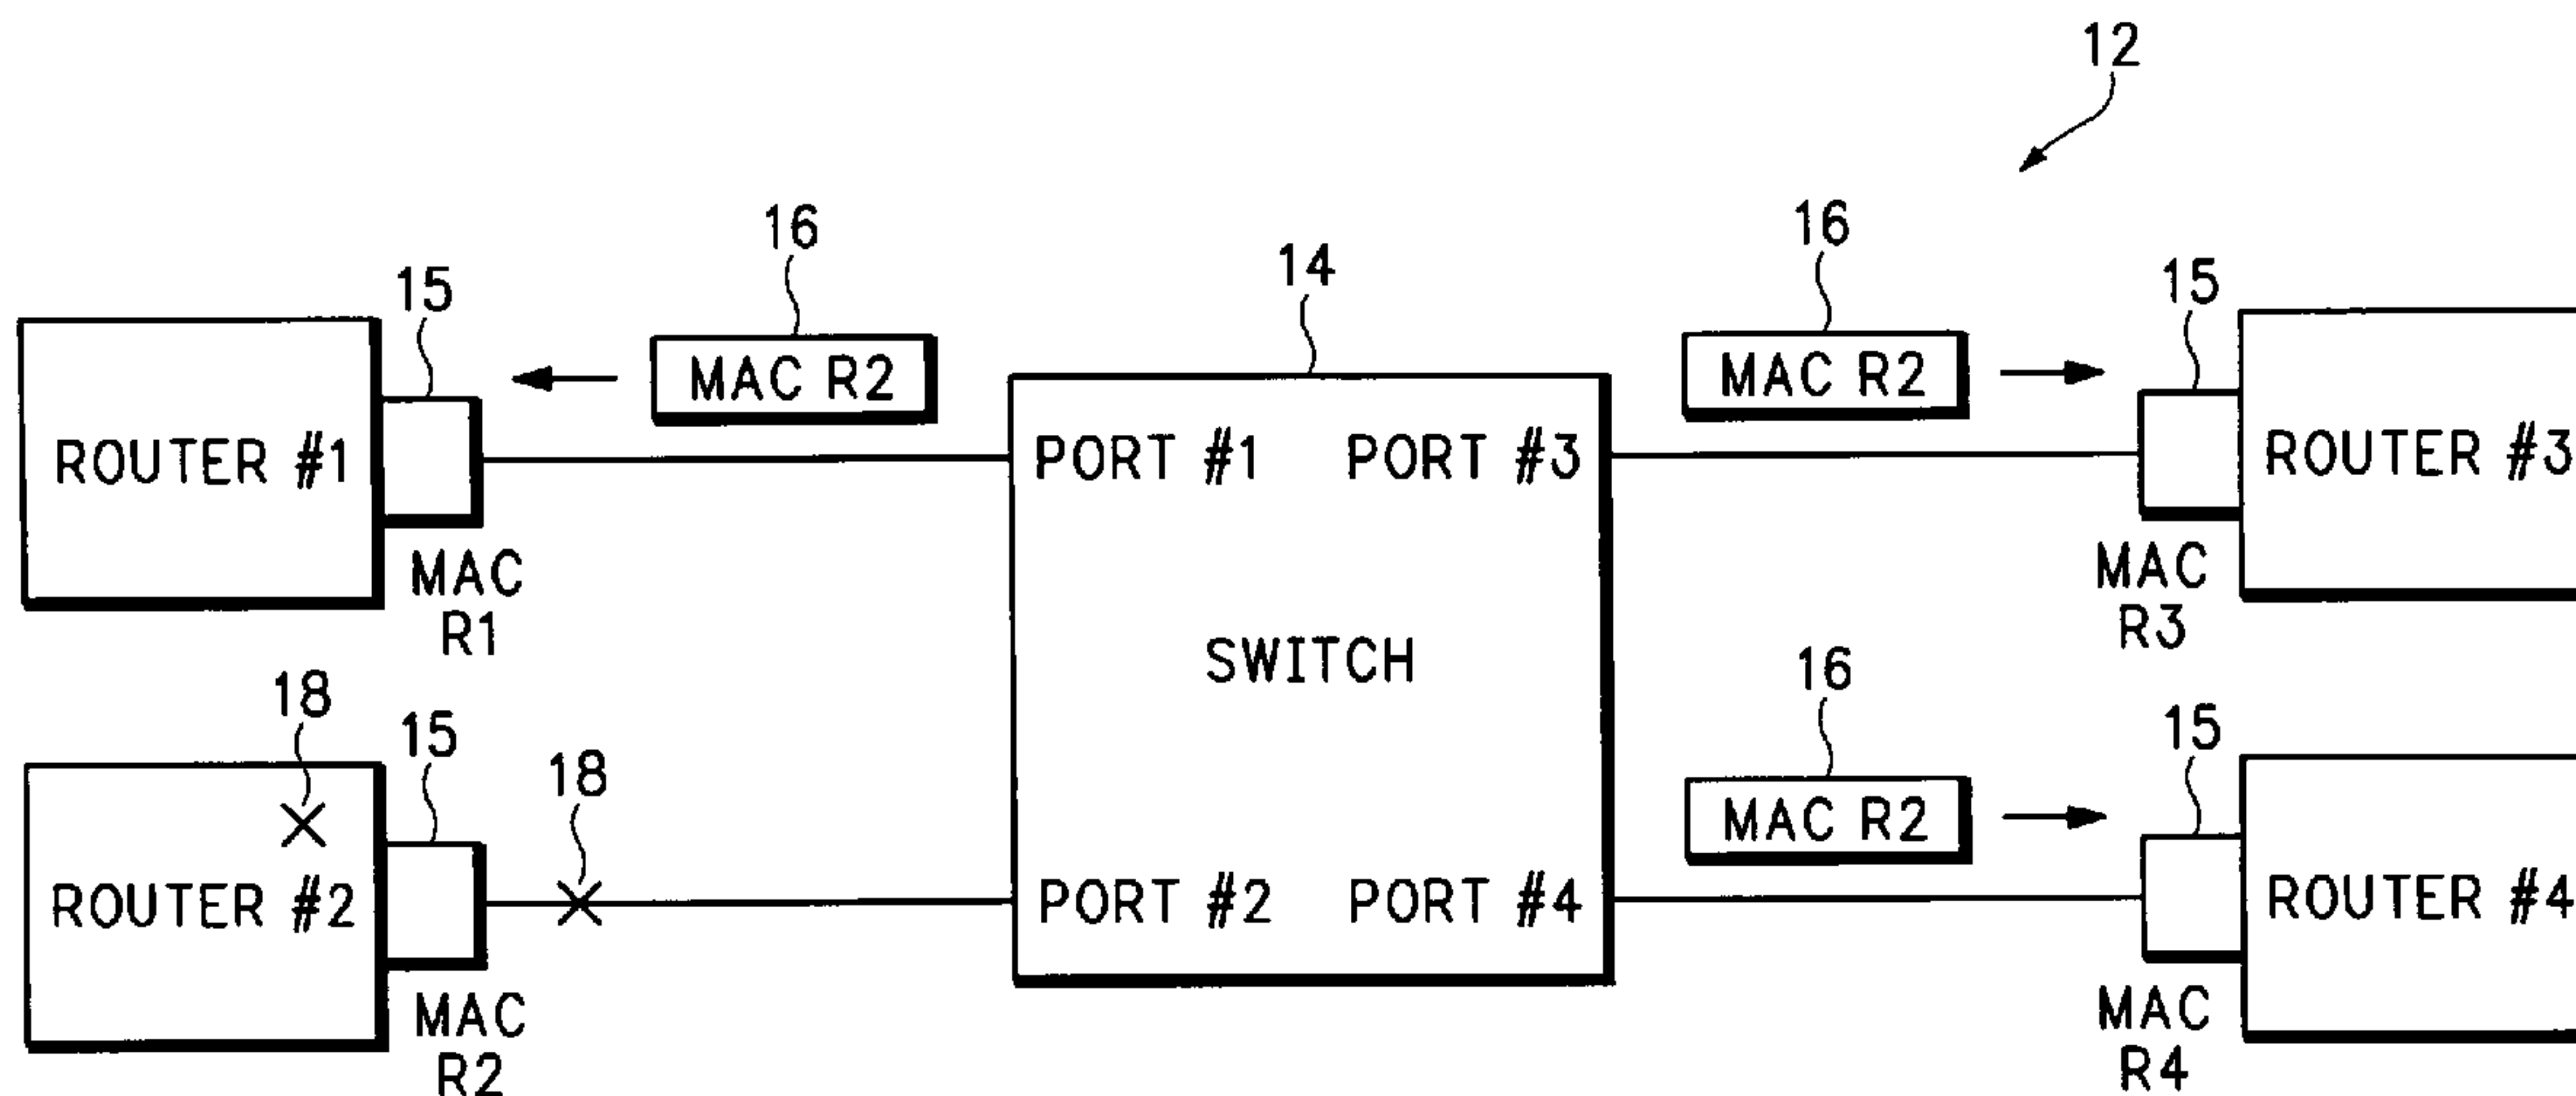 12
16
16
14
15
15
MAC R2
MAC R2
ROUTER #1
PORT #1
PORT #3
ROUTER #3
MAC
R1
MAC
R3
SWITCH
18
16
15
15
18
MAC R2
ROUTER #2
PORT #2
PORT #4
ROUTER #4
MAC
R2
MAC
R4